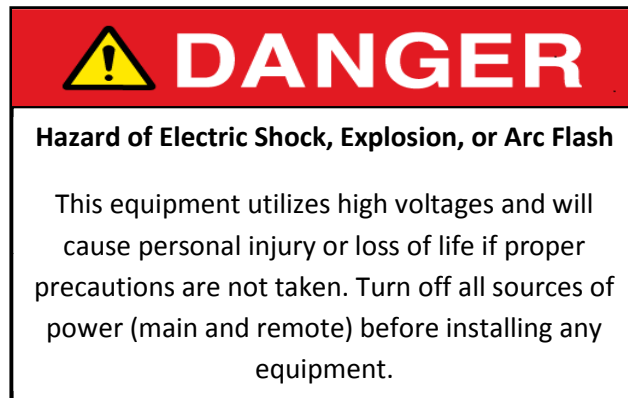 DANGER
Hazard of Electric Shock, Explosion, or Arc Flash
This equipment utilizes high voltages and will
cause personal injury or loss of life if proper
precautions are not taken. Turn off all sources of
power (main and remote) before installing any
equipment.